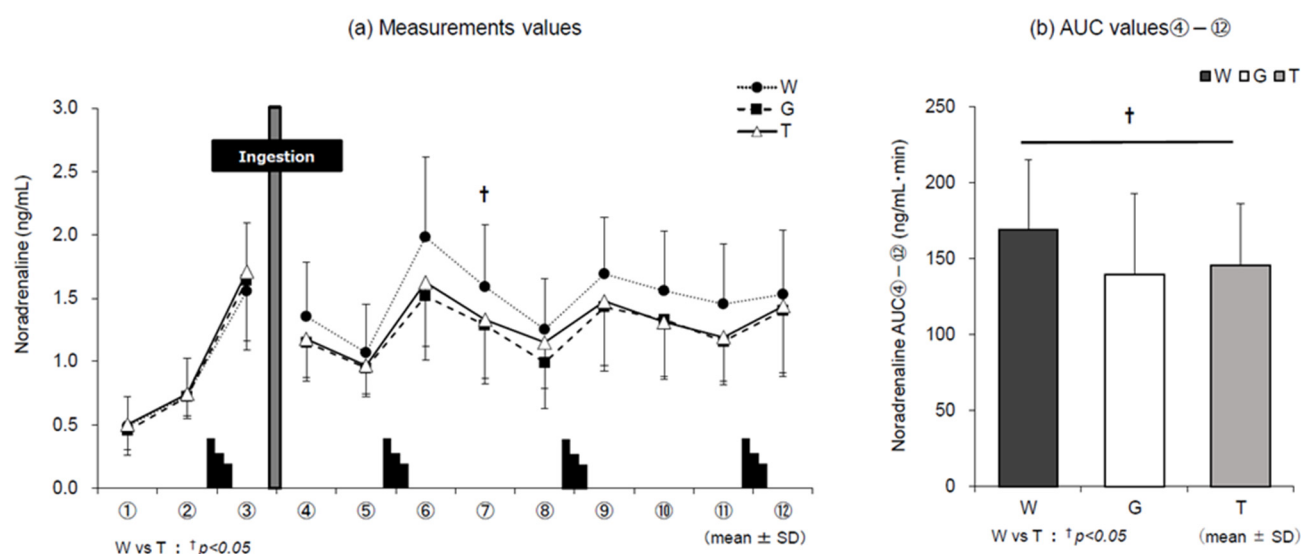 (a) Measurements values
W
G
T
Noradrenaline (ng/mL)
3.0
2.5
2.0
1.5
1.0
0.5
0.0
Ingestion
†
① ② ③ ④ ⑤ ⑥ ⑦ ⑧ ⑨ ⑩ ⑪ ⑫
W vs T : † p<0.05
(mean ± SD)
(b) AUC values④−⑫
W G T
Noradrenaline AUC④−⑫ (ng/mL·min)
250
200
150
100
50
0
†
W G T
W vs T : † p<0.05
(mean ± SD)